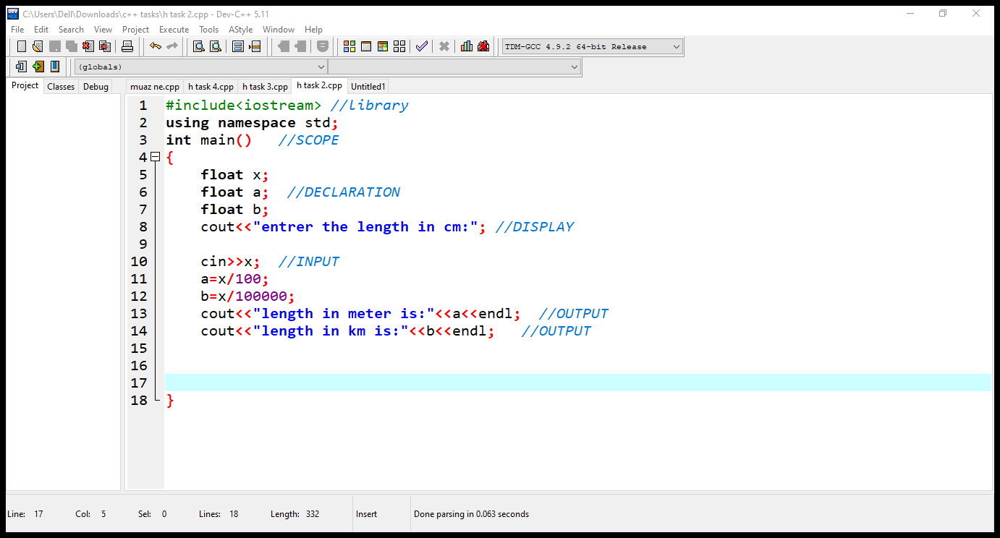 C:\Users\Dell\Downloads\c++ tasks\h task 2.cpp - Dev-C++ 5.11
File Edit Search View Project Execute Tools AStyle Window Help
TDM-GCC 4.9.2 64-bit Release
(globals)
Project Classes Debug muaz ne.cpp h task 4.cpp h task 3.cpp h task 2.cpp Untitled1
1 #include<iostream> //library
2 using namespace std;
3 int main()   //SCOPE
4 {
5     float x;
6     float a;  //DECLARATION
7     float b;
8     cout<<"entrer the length in cm:"; //DISPLAY
9
10     cin>>x;  //INPUT
11     a=x/100;
12     b=x/100000;
13     cout<<"length in meter is:"<<a<<endl;  //OUTPUT
14     cout<<"length in km is:"<<b<<endl;   //OUTPUT
15
16
17
18 }
Line: 17 Col: 5 Sel: 0 Lines: 18 Length: 332 Insert Done parsing in 0.063 seconds